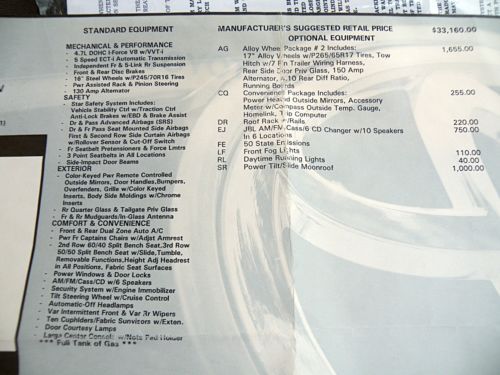 STANDARD EQUIPMENT
MECHANICAL & PERFORMANCE
- 4.7L DOHC I-Force V8 w/VVT-i
- 5 Speed ECT-i Automatic Transmission
- Independent Fr & S-Link Rr Suspension
- Front & Rear Disc Brakes
- 16" Steel Wheels w/P245/70R16 Tires
- Pwr Assisted Rack & Pinion Steering
- 130 Amp Alternator
SAFETY
- Star Safety System Includes:
Vehicle Stability Ctrl w/Traction Ctrl
Anti-Lock Brakes w/EBD & Brake Assist
- Dr & Pass Advanced Airbags (SRS)
- Dr & Fr Pass Seat Mounted Side Airbags
- First & Second Row Side Curtain Airbags
w/Rollover Sensor & Cut-Off Switch
- Fr Seatbelt Pretensioners & Force Lmtrs
- 3 Point Seatbelts In All Locations
- Side-Impact Door Beams
EXTERIOR
- Color-Keyed Pwr Remote Controlled
Outside Mirrors, Door Handles,Bumpers,
Overfenders, Grille w/Color Keyed
Inserts, Body Side Moldings w/Chrome
Inserts
- Rr Quarter Glass & Tailgate Priv Glass
- Fr & Rr Mudguards/In-Glass Antenna
COMFORT & CONVENIENCE
- Front & Rear Dual Zone Auto A/C
- Pwr Fr Captains Chairs w/Adjst Armrest
- 2nd Row 60/40 Split Bench Seat,3rd Row
50/50 Split Bench Seat w/Slide,Tumble,
Removable Functions,Height Adj Headrest
in All Positions, Fabric Seat Surfaces
- Power Windows & Door Locks
- AM/FM/Cass/CD w/6 Speakers
- Security System w/Engine Immobilizer
- Tilt Steering Wheel w/Cruise Control
- Automatic-Off Headlamps
- Var Intermittent Front & Var Rr Wipers
- Ten Cuphlders/Fabric Sunvizors w/Exten.
- Door Courtesy Lamps
- Large Center Console w/Note Pad Holder
*** Full Tank of Gas ***
MANUFACTURER'S SUGGESTED RETAIL PRICE $33,160.00
OPTIONAL EQUIPMENT
AG Alloy Wheel Package # 2 Includes: 1,655.00
17" Alloy Wheels w/P265/65R17 Tires, Tow
Hitch w/7 Pin Trailer Wiring Harness,
Rear Side Door Priv Glass, 150 Amp
Alternator, 4.10 Rear Diff Ratio,
Running Boards
CQ Convenience Package Includes: 255.00
Power Heated Outside Mirrors, Accessory
Meter w/Compass Outside Temp. Gauge,
Homelink, Trip Computer
DR Roof Rack w/Rails 220.00
EJ JBL AM/FM/Cass/6 CD Changer w/10 Speakers 750.00
In 6 Locations
FE 50 State Emissions
LF Front Fog Lights 110.00
RL Daytime Running Lights 40.00
SR Power Tilt/Slide Moonroof 1,000.00